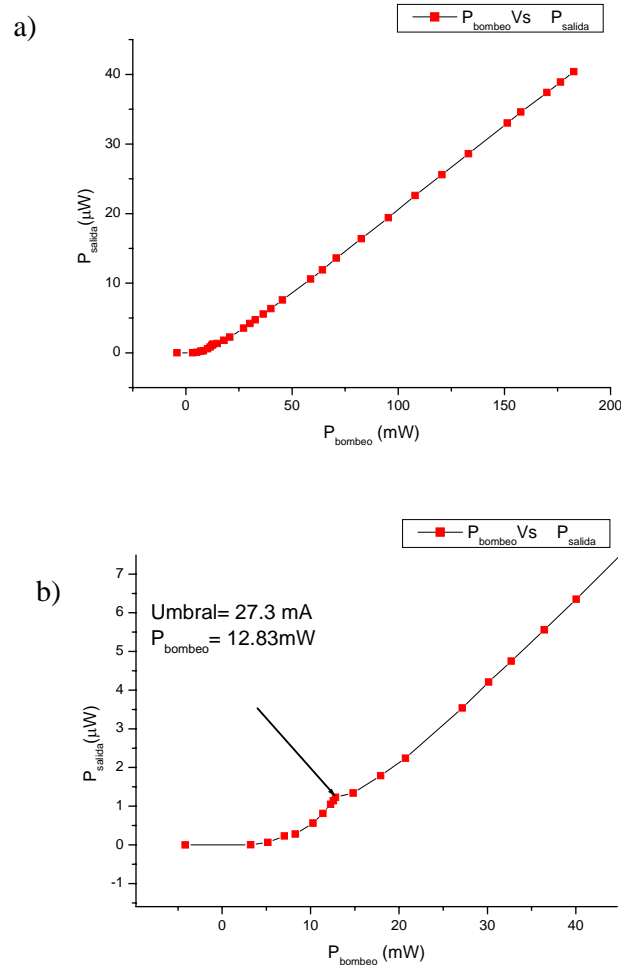 a)
P_bombeo Vs P_salida
40
30
20
10
0
P_salida(μW)
0 50 100 150 200
P_bombeo (mW)
b)
P_bombeo Vs P_salida
Umbral= 27.3 mA
P_bombeo= 12.83mW
7
6
5
4
3
2
1
0
-1
P_salida(μW)
0 10 20 30 40
P_bombeo (mW)